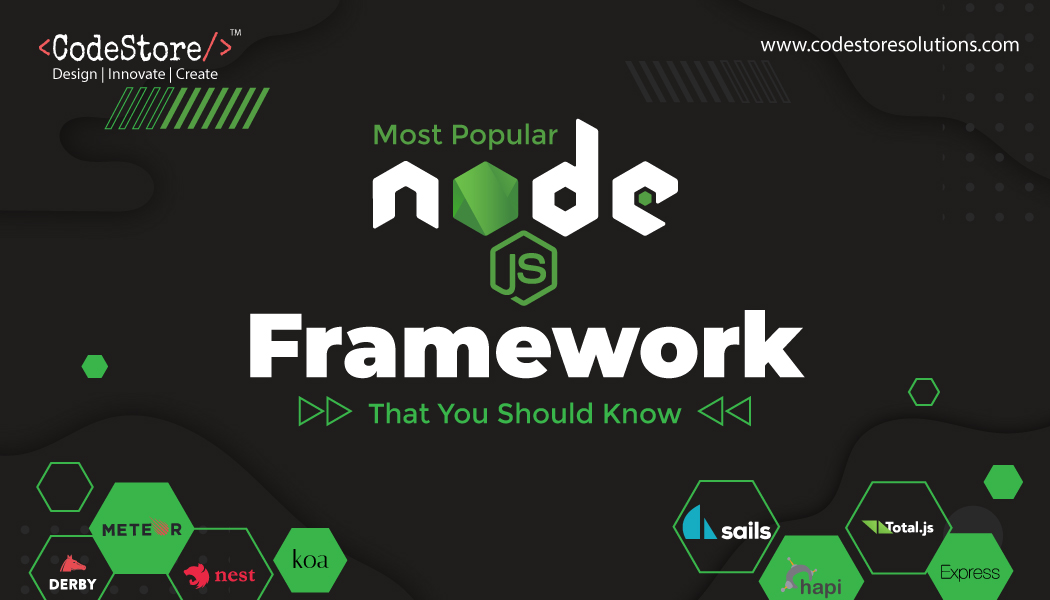 <CodeStore/>™
Design | Innovate | Create
www.codestoresolutions.com
Most Popular
node
JS
Framework
That You Should Know
METEOR
DERBY
nest
koa
sails
hapi
Total.js
Express